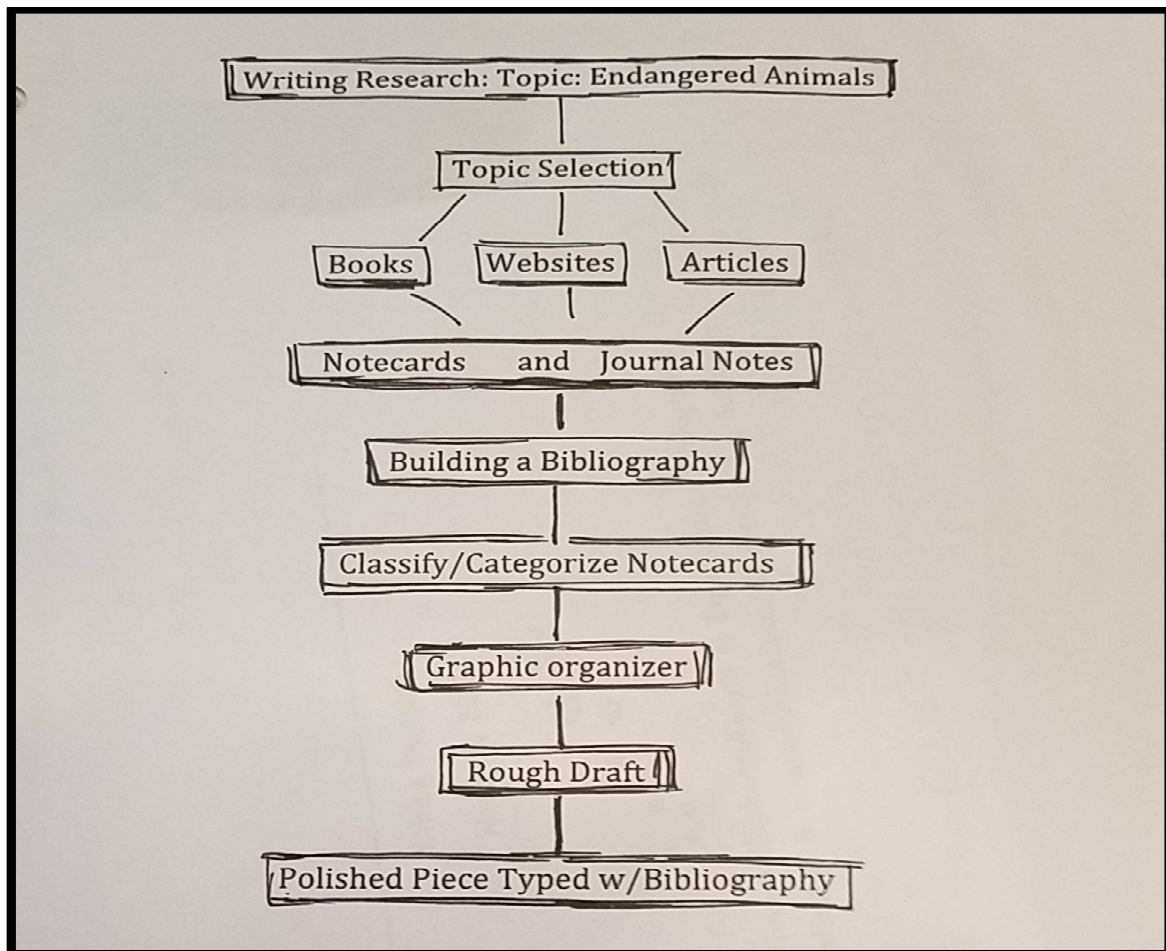 Writing Research: Topic: Endangered Animals
Topic Selection
Books Websites Articles
Notecards and Journal Notes
Building a Bibliography
Classify/Categorize Notecards
Graphic organizer
Rough Draft
Polished Piece Typed w/Bibliography